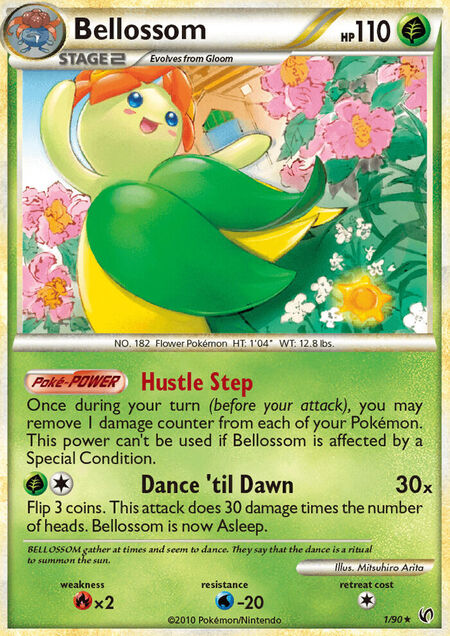 Bellossom
HP110
STAGE 2
Evolves from Gloom
NO. 182 Flower Pokémon HT: 1'04" WT: 12.8 lbs.
Poké-POWER Hustle Step
Once during your turn (before your attack), you may
remove 1 damage counter from each of your Pokémon.
This power can't be used if Bellossom is affected by a
Special Condition.
Dance 'til Dawn 30x
Flip 3 coins. This attack does 30 damage times the number
of heads. Bellossom is now Asleep.
BELLOSSOM gather at times and seem to dance. They say that the dance is a ritual
to summon the sun.
Illus. Mitsuhiro Arita
weakness resistance retreat cost
×2 -20
©2010 Pokémon/Nintendo 1/90★